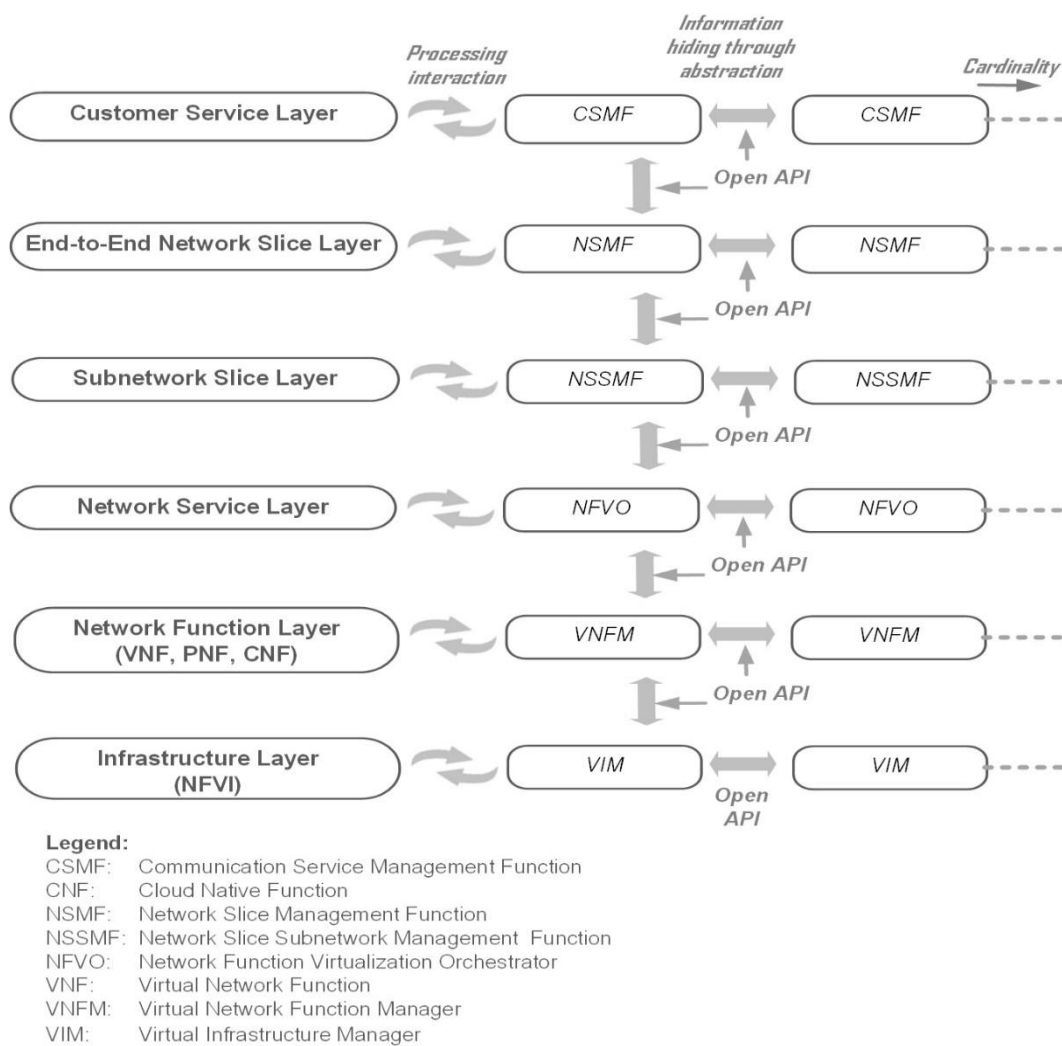 Processing
interaction
Information
hiding through
abstraction
Cardinality
Customer Service Layer
CSMF
CSMF
Open API
End-to-End Network Slice Layer
NSMF
NSMF
Open API
Subnetwork Slice Layer
NSSMF
NSSMF
Open API
Network Service Layer
NFVO
NFVO
Open API
Network Function Layer
(VNF, PNF, CNF)
VNFM
VNFM
Open API
Infrastructure Layer
(NFVI)
VIM
VIM
Open
API
Legend:
CSMF: Communication Service Management Function
CNF: Cloud Native Function
NSMF: Network Slice Management Function
NSSMF: Network Slice Subnetwork Management Function
NFVO: Network Function Virtualization Orchestrator
VNF: Virtual Network Function
VNFM: Virtual Network Function Manager
VIM: Virtual Infrastructure Manager